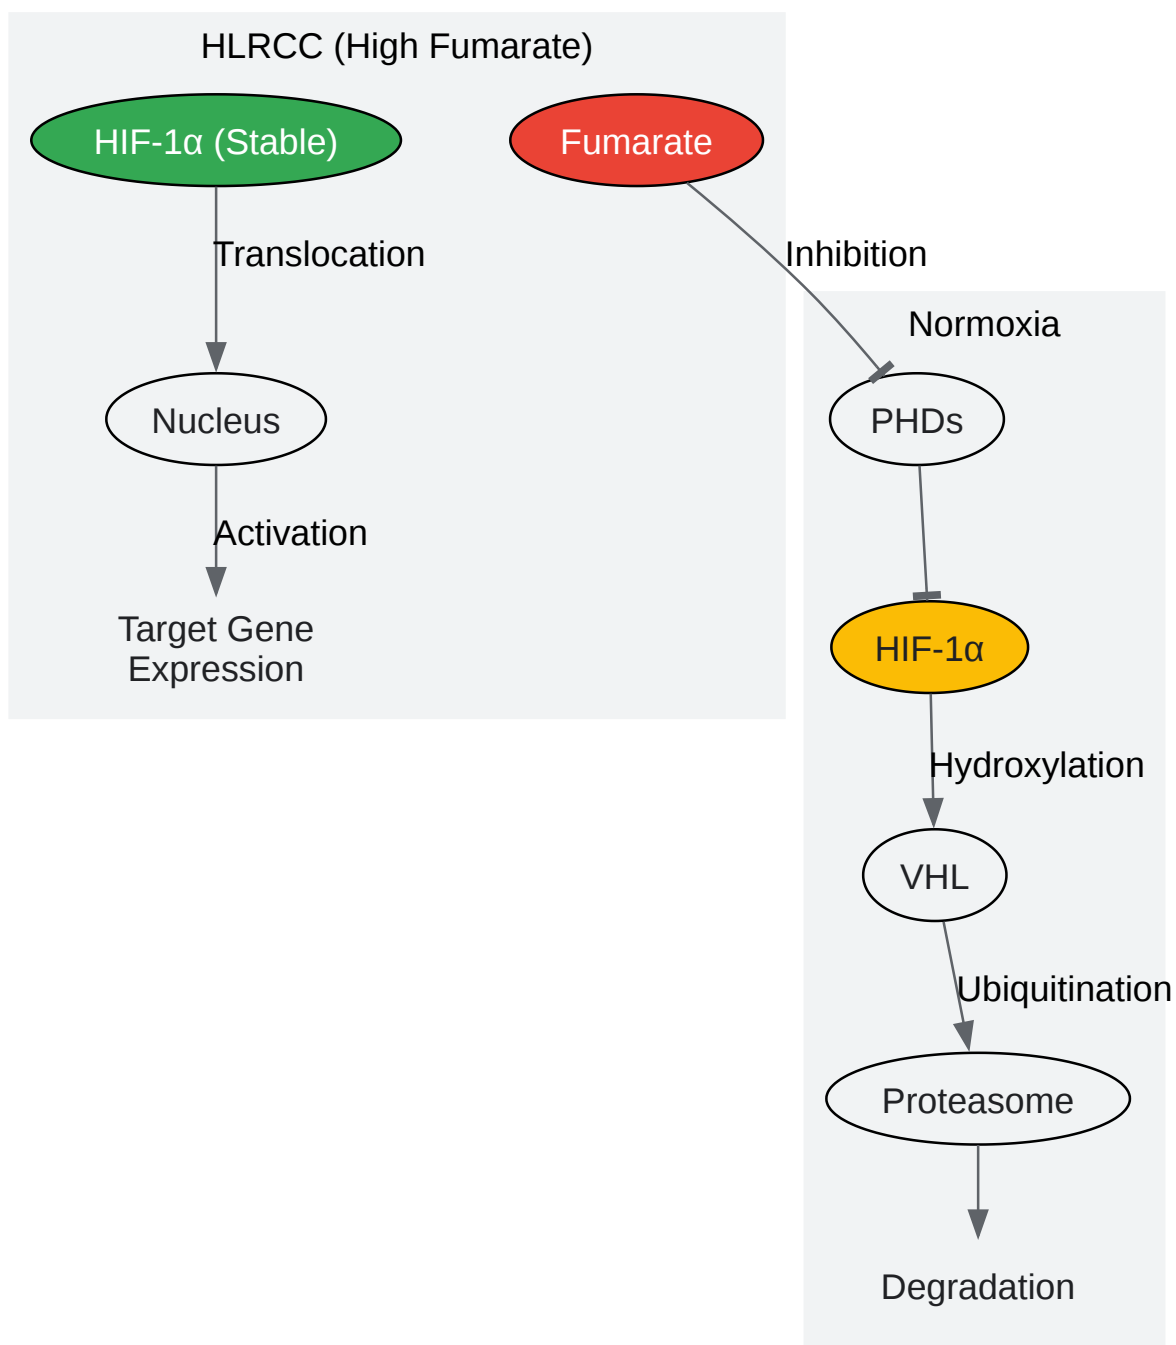 HLRCC (High Fumarate)
HIF-1α (Stable)
Fumarate
Translocation
Inhibition
Normoxia
Nucleus
PHDs
Activation
Target Gene
Expression
HIF-1α
Hydroxylation
VHL
Ubiquitination
Proteasome
Degradation